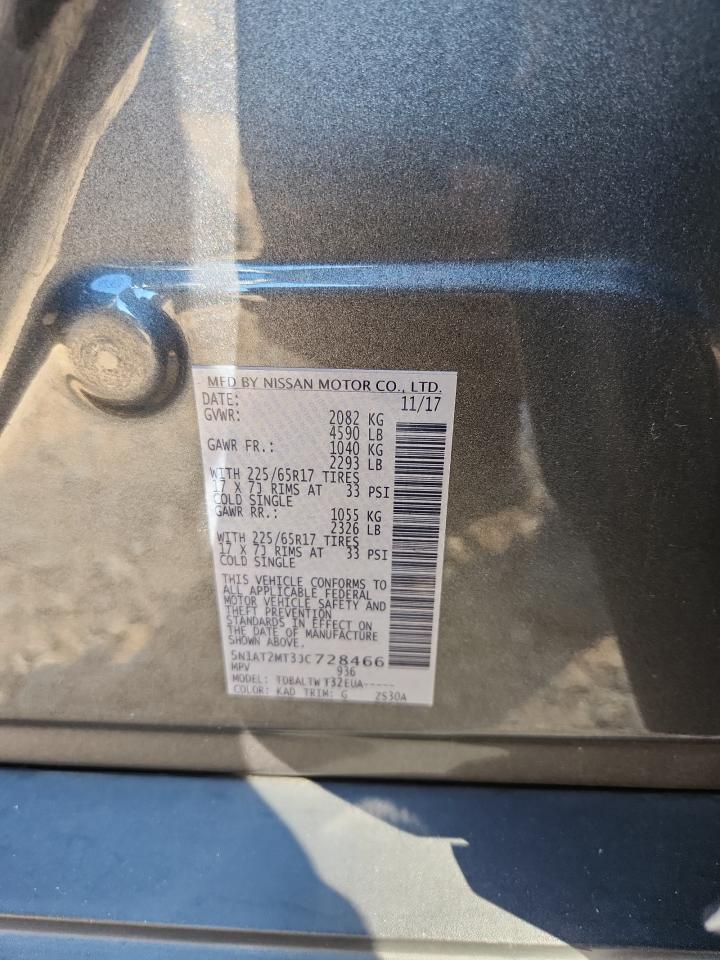 MFD BY NISSAN MOTOR CO., LTD.
DATE: 11/17
GVWR: 2082 KG
4590 LB
GAWR FR.: 1040 KG
2293 LB
WITH 225/65R17 TIRES
17 X 7J RIMS AT 33 PSI
COLD SINGLE
GAWR RR.: 1055 KG
2326 LB
WITH 225/65R17 TIRES
17 X 7J RIMS AT 33 PSI
COLD SINGLE
THIS VEHICLE CONFORMS TO
ALL APPLICABLE FEDERAL
MOTOR VEHICLE SAFETY AND
THEFT PREVENTION
STANDARDS IN EFFECT ON
THE DATE OF MANUFACTURE
SHOWN ABOVE.
5N1AT2MT3JC728466
MPV 936
MODEL: TDBALTWT32EUA-----
COLOR: KAD TRIM: G ZS30A